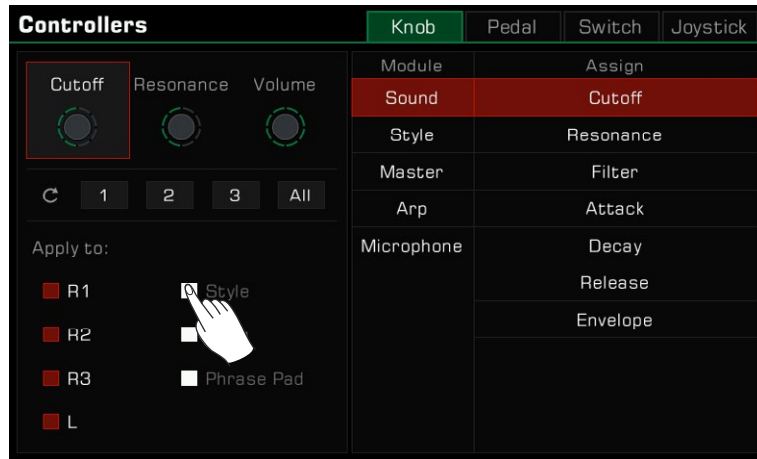 Controllers
Knob Pedal Switch Joystick
Cutoff Resonance Volume
1 2 3 All
Apply to:
R1 Style
R2
R3 Phrase Pad
L
Module Assign
Sound Cutoff
Style Resonance
Master Filter
Arp Attack
Microphone Decay
Release
Envelope